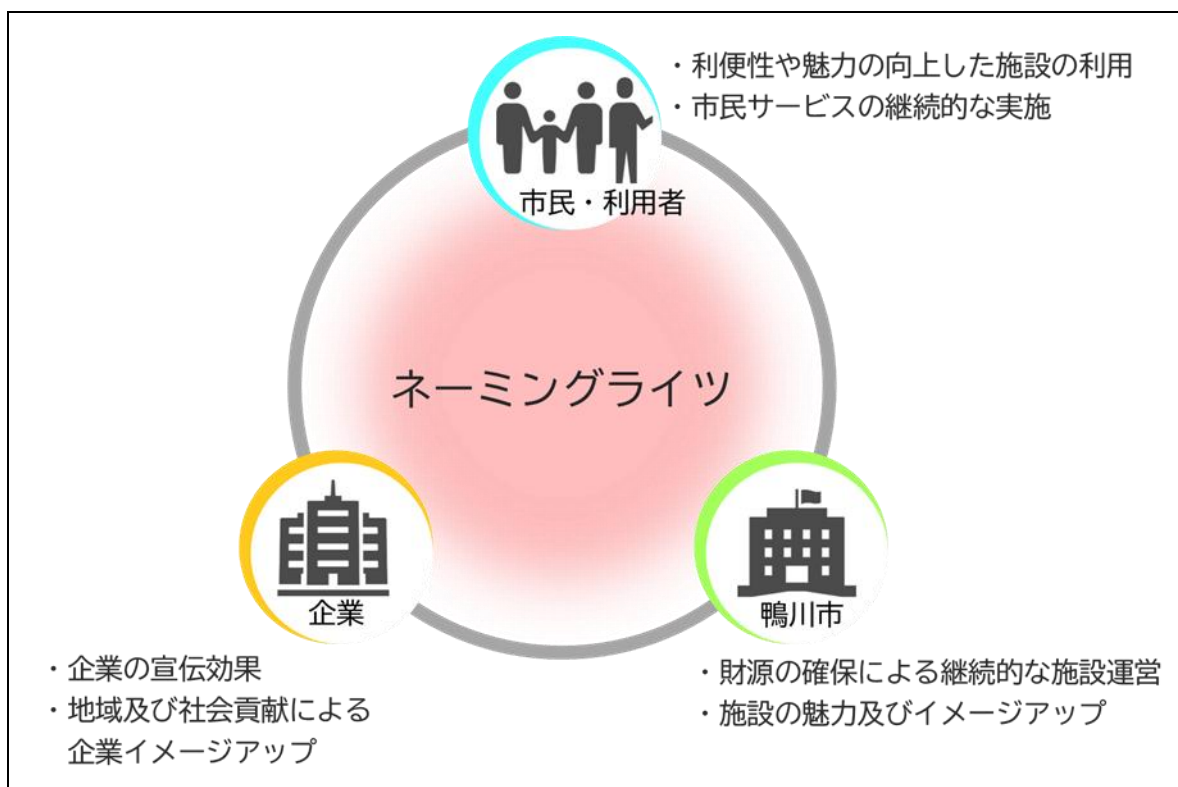 ・利便性や魅力の向上した施設の利用
・市民サービスの継続的な実施
市民・利用者
ネーミングライツ
企業
・企業の宣伝効果
・地域及び社会貢献による
企業イメージアップ
鴨川市
・財源の確保による継続的な施設運営
・施設の魅力及びイメージアップ